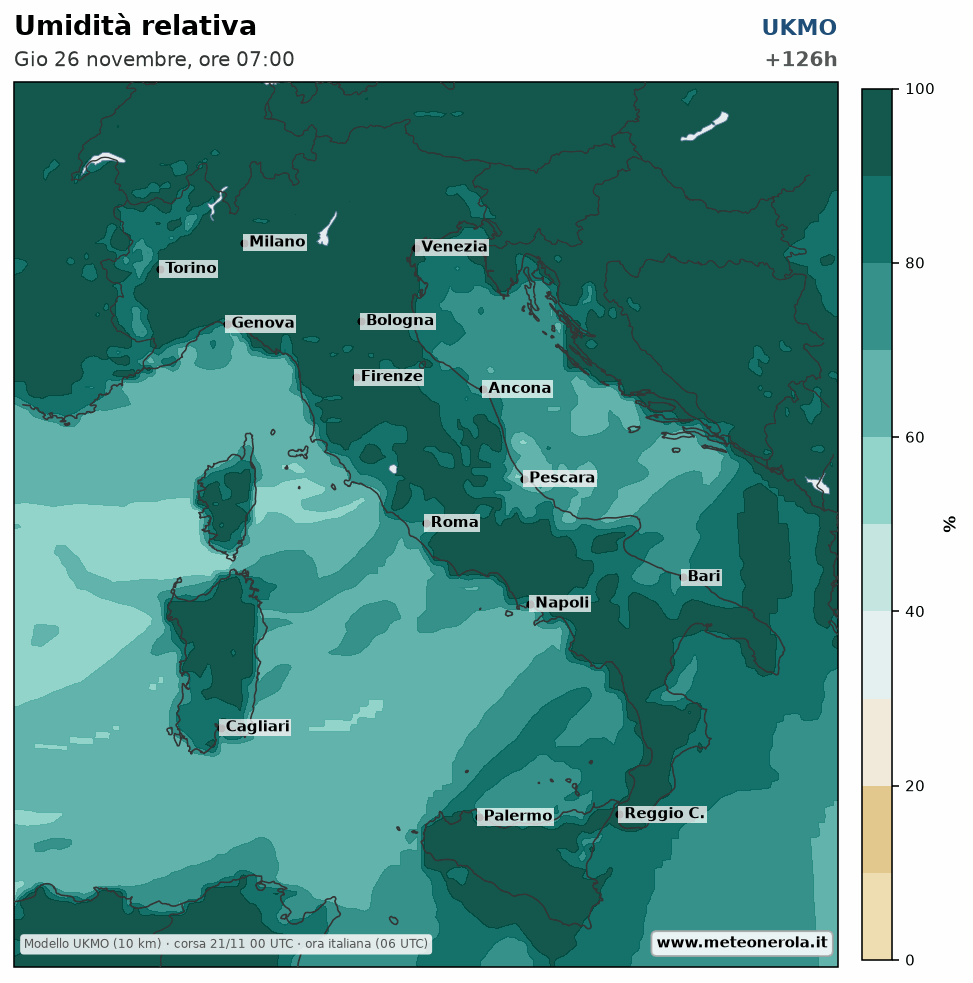 Umidità relativa
UKMO
Gio 26 novembre, ore 07:00
+126h
100
80
60
40
20
0
%
Milano
Venezia
Torino
Genova
Bologna
Firenze
Ancona
Pescara
Roma
Bari
Napoli
Cagliari
Palermo
Reggio C.
Modello UKMO (10 km) · corsa 21/11 00 UTC · ora italiana (06 UTC)
www.meteonerola.it